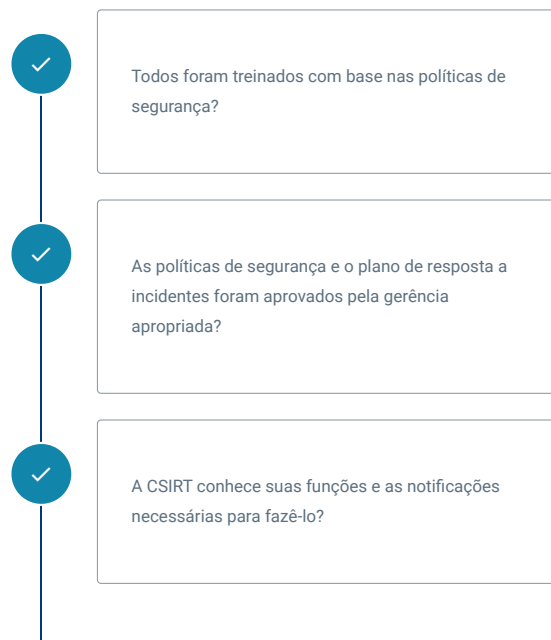 Todos foram treinados com base nas políticas de
segurança?
As políticas de segurança e o plano de resposta a
incidentes foram aprovados pela gerência
apropriada?
A CSIRT conhece suas funções e as notificações
necessárias para fazê-lo?